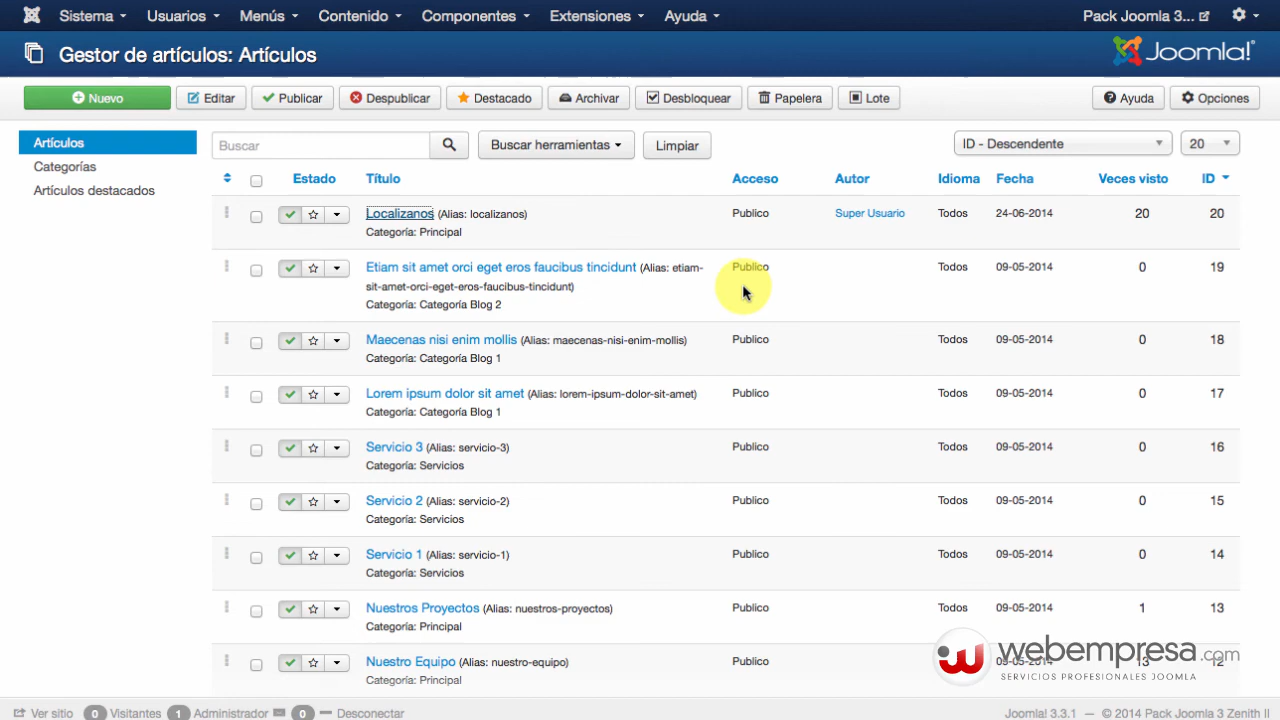 Sistema Usuarios Menús Contenido Componentes Extensiones Ayuda Pack Joomla 3...
Gestor de artículos: Artículos Joomla!®
Nuevo Editar Publicar Despublicar Destacado Archivar Desbloquear Papelera Lote Ayuda Opciones
Artículos
Categorías
Artículos destacados
Buscar Buscar herramientas Limpiar ID - Descendente 20
Estado Título Acceso Autor Idioma Fecha Veces visto ID
Localizanos (Alias: localizanos) Publico Super Usuario Todos 24-06-2014 20 20
Categoría: Principal
Etiam sit amet orci eget eros faucibus tincidunt (Alias: etiam- Publico Todos 09-05-2014 0 19
sit-amet-orci-eget-eros-faucibus-tincidunt)
Categoría: Categoría Blog 2
Maecenas nisi enim mollis (Alias: maecenas-nisi-enim-mollis) Publico Todos 09-05-2014 0 18
Categoría: Categoría Blog 1
Lorem ipsum dolor sit amet (Alias: lorem-ipsum-dolor-sit-amet) Publico Todos 09-05-2014 0 17
Categoría: Categoría Blog 1
Servicio 3 (Alias: servicio-3) Publico Todos 09-05-2014 0 16
Categoría: Servicios
Servicio 2 (Alias: servicio-2) Publico Todos 09-05-2014 0 15
Categoría: Servicios
Servicio 1 (Alias: servicio-1) Publico Todos 09-05-2014 0 14
Categoría: Servicios
Nuestros Proyectos (Alias: nuestros-proyectos) Publico Todos 09-05-2014 1 13
Categoría: Principal
webempresa.com
SERVICIOS PROFESIONALES JOOMLA
Nuestro Equipo (Alias: nuestro-equipo) Publico Todos 09-05-2014 13 12
Categoría: Principal
Ver sitio 0 Visitantes 1 Administrador 0 Desconectar Joomla! 3.3.1 — © 2014 Pack Joomla 3 Zenith II